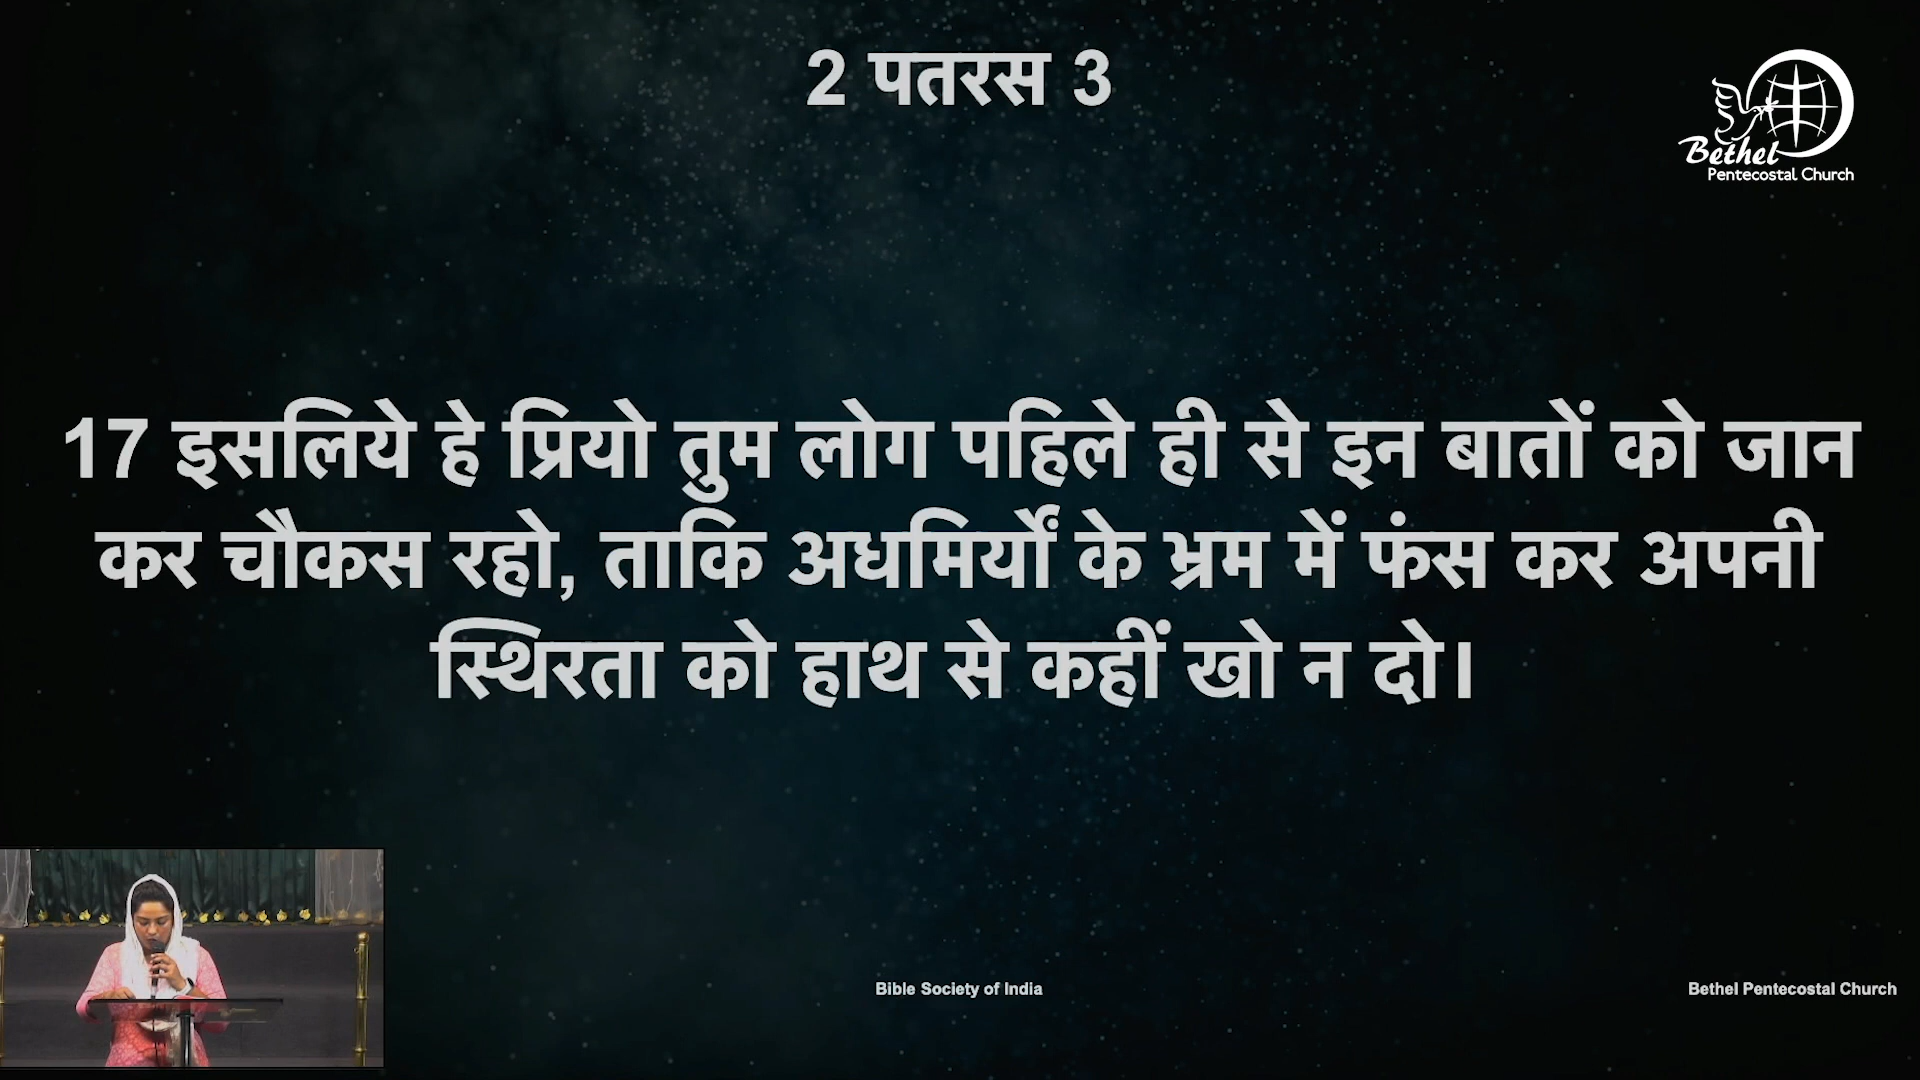 2 पतरस 3
Bethel
Pentecostal Church
17 इसलिये हे प्रियो तुम लोग पहिले ही से इन बातों को जान
कर चौकस रहो, ताकि अधमिर्यों के भ्रम में फंस कर अपनी
स्थिरता को हाथ से कहीं खो न दो।
Bible Society of India
Bethel Pentecostal Church